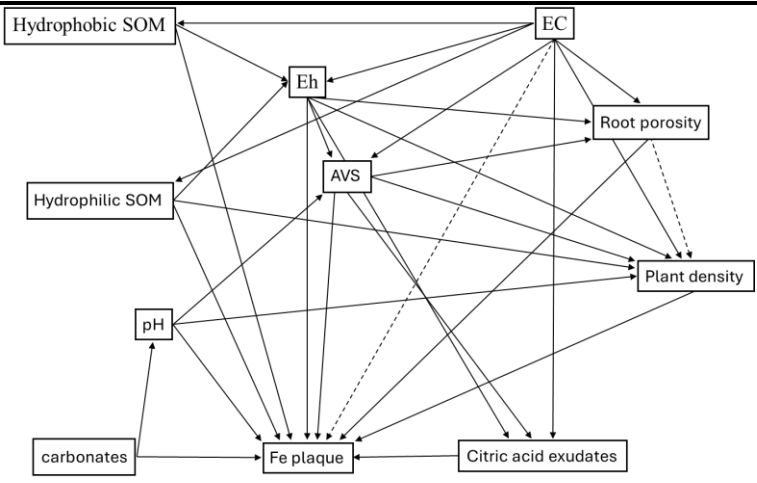 Hydrophobic SOM
EC
Eh
Root porosity
AVS
Hydrophilic SOM
Plant density
pH
carbonates
Fe plaque
Citric acid exudates